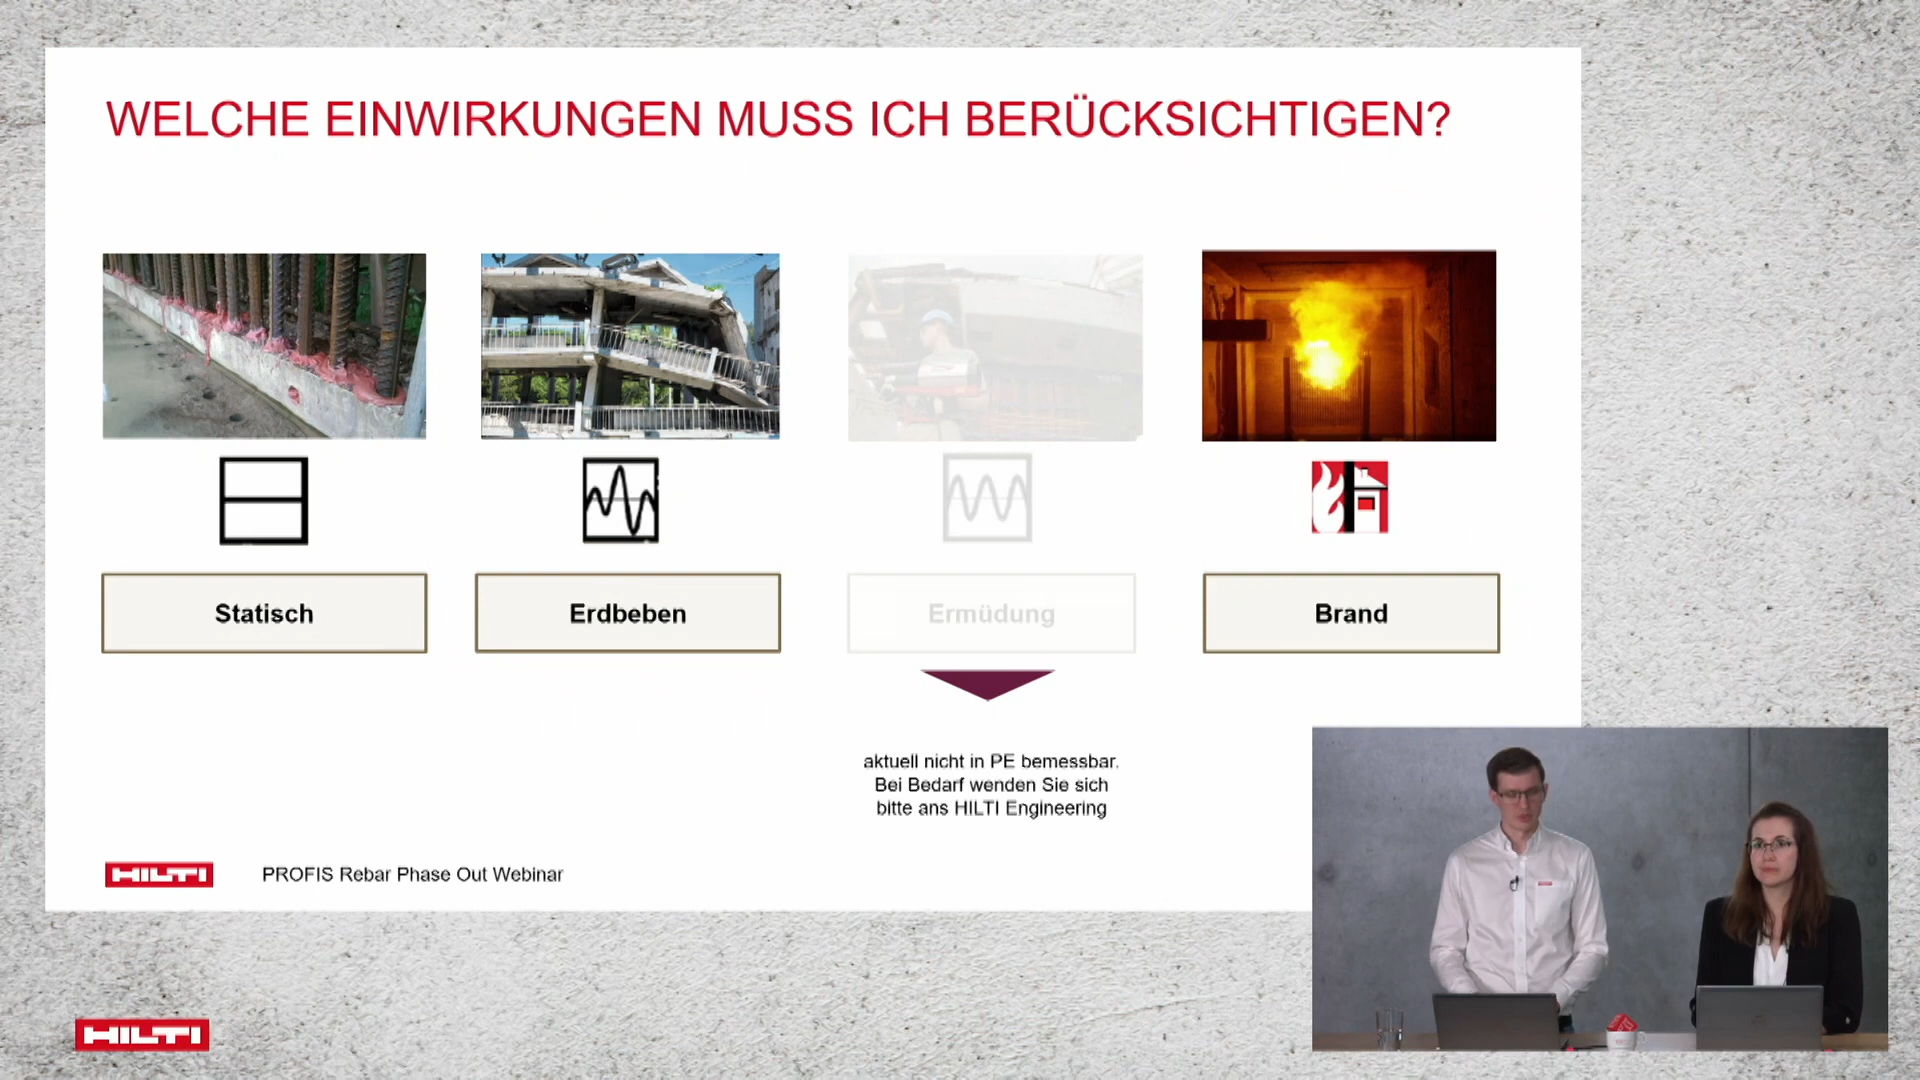 WELCHE EINWIRKUNGEN MUSS ICH BERÜCKSICHTIGEN?
Statisch
Erdbeben
Ermüdung
Brand
aktuell nicht in PE bemessbar.
Bei Bedarf wenden Sie sich
bitte ans HILTI Engineering
HILTI
PROFIS Rebar Phase Out Webinar
HILTI